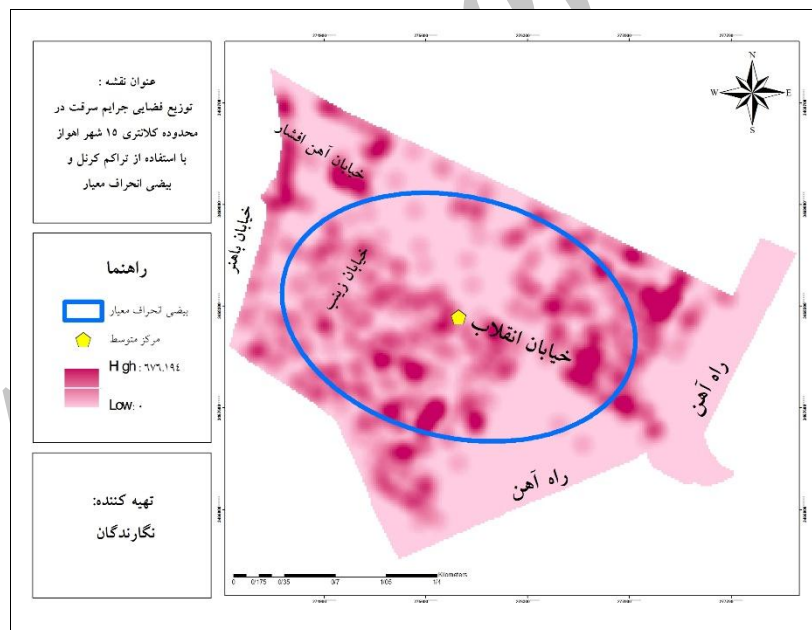 عنوان نقشه :
توزیع فضایی جرایم سرقت در
محدوده کلانتری ۱۵ شهر اهواز
با استفاده از تراکم کرنل و
بیضی انحراف معیار
راهنما
بیضی انحراف معیار
مرکز متوسط
High : ۶۷۶.۱۹۴
Low : ۰
تهیه کننده:
نگارندگان
N
W
E
S
خیابان آهن افشار
خیابان باهنر
خیابان زینب
خیابان انقلاب
راه آهن
راه آهن
Kilometers
0 0/175 0/35 0/7 1/05 1/4